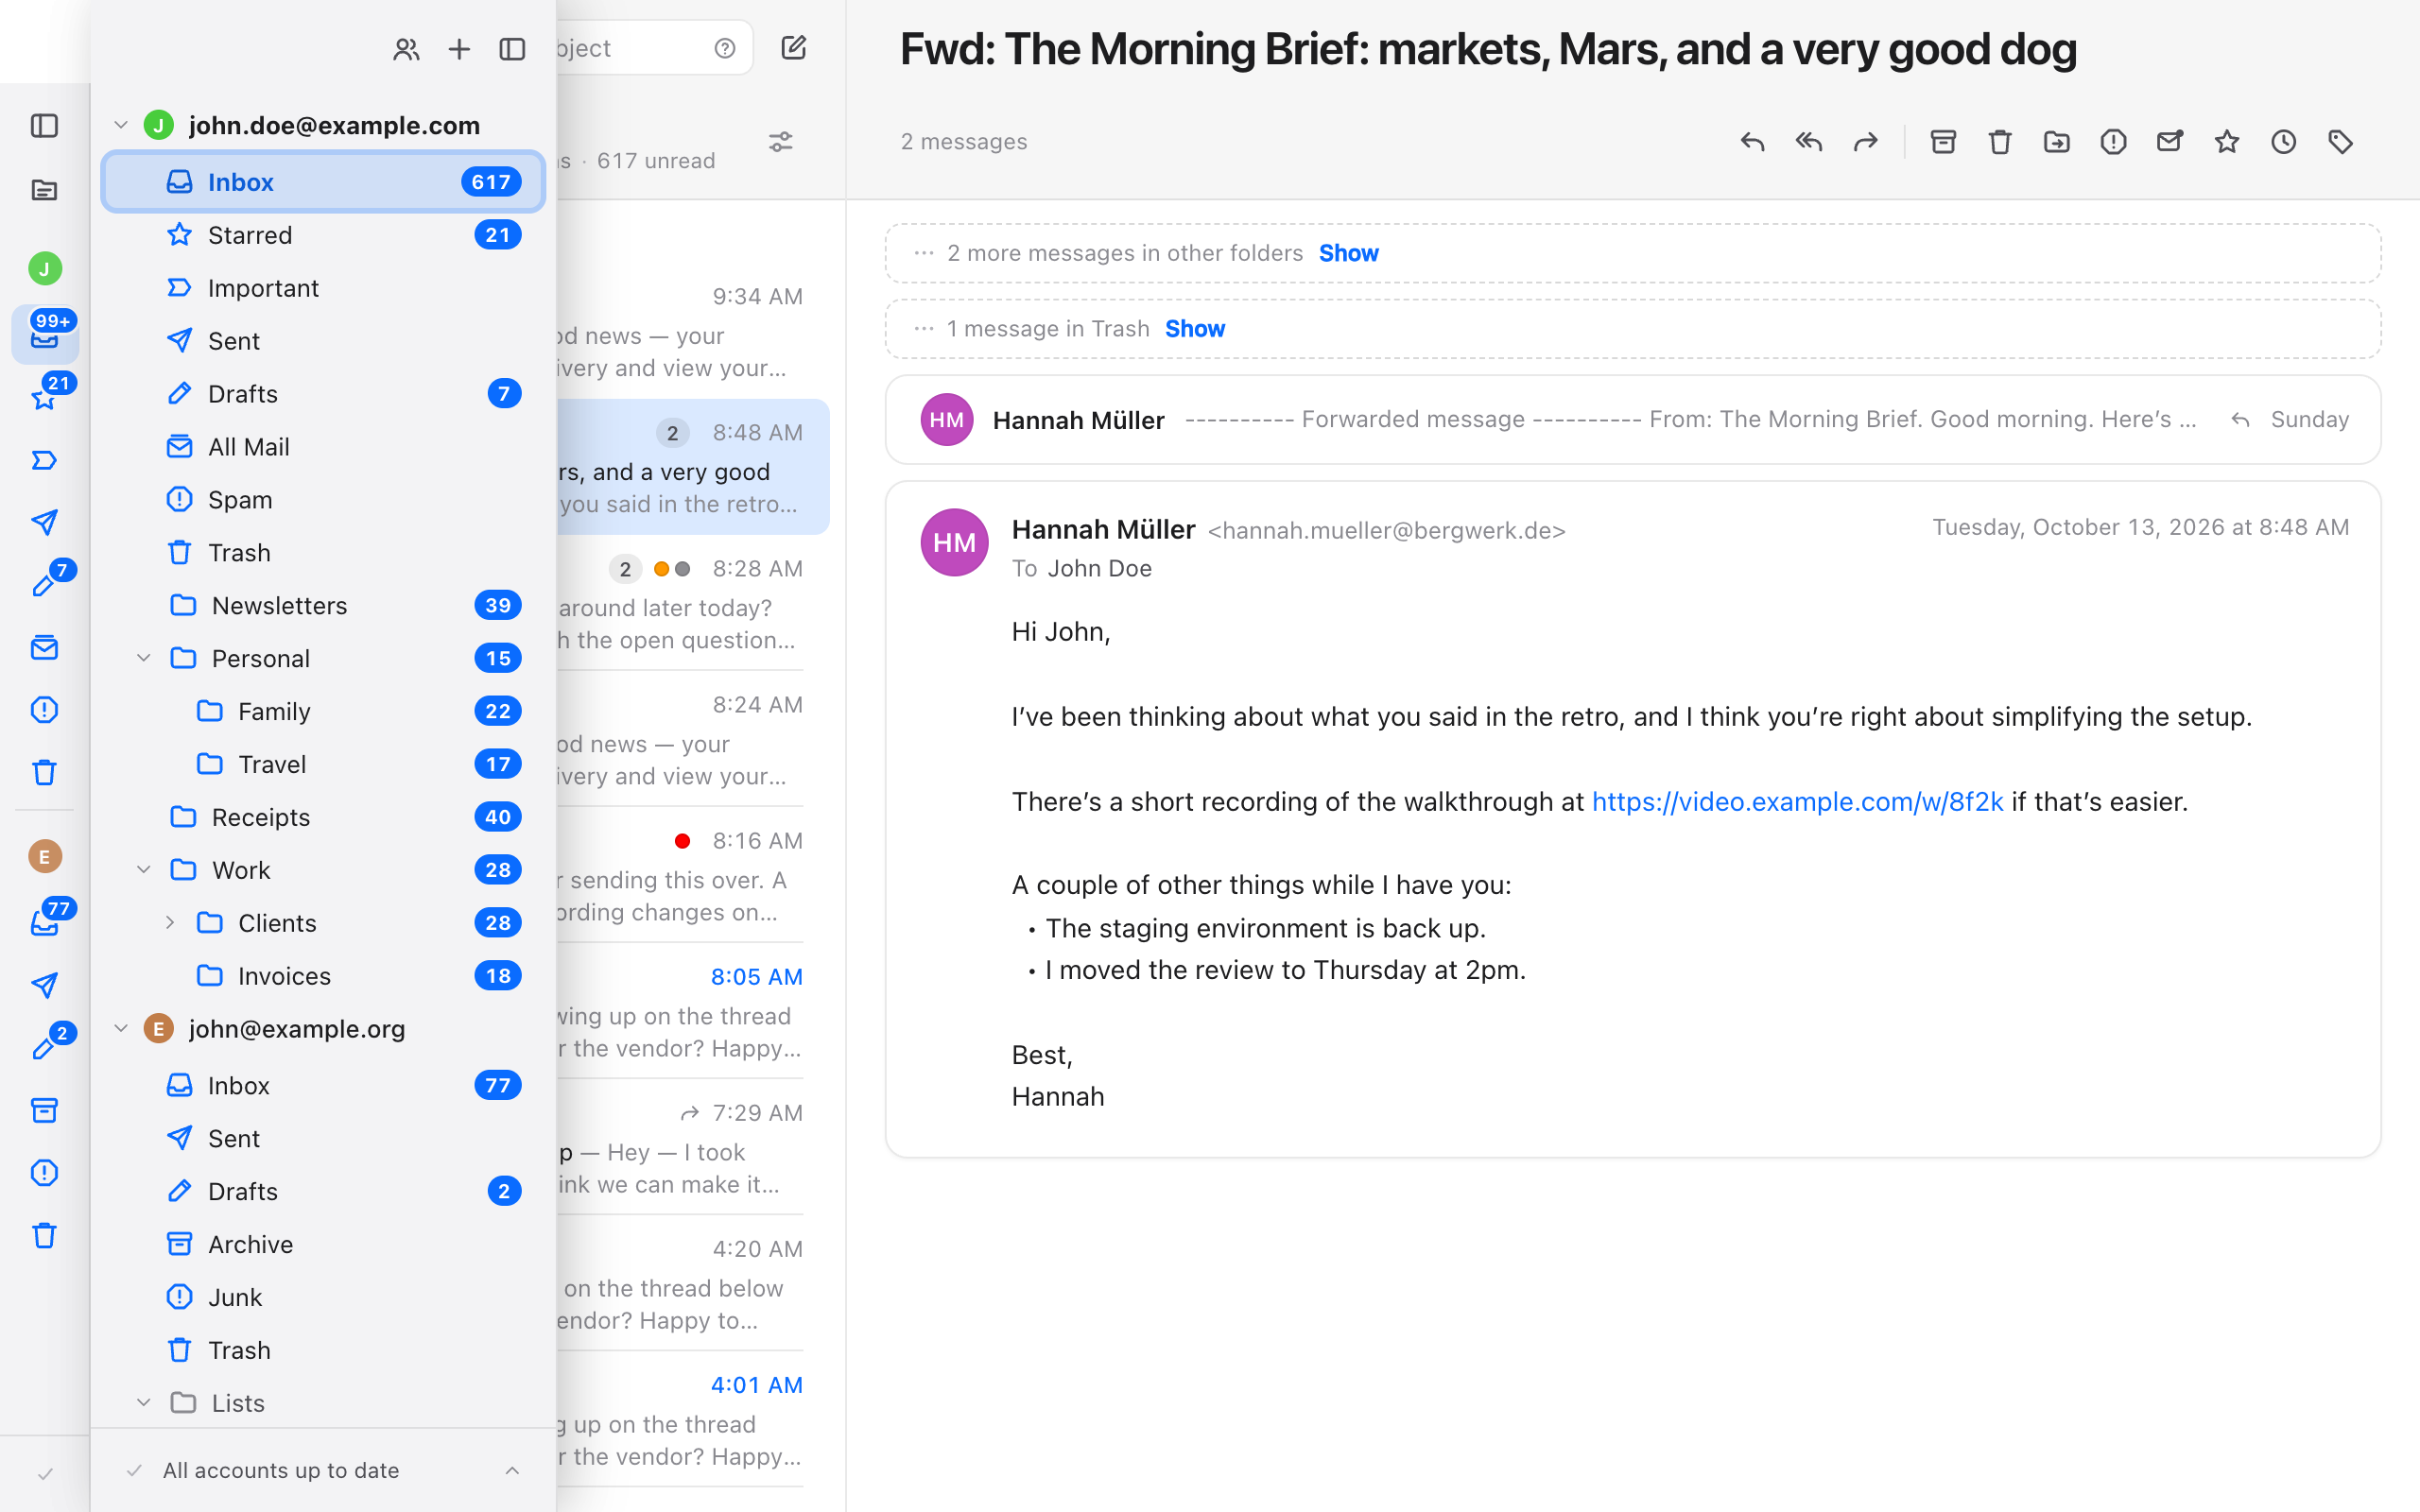 J
99+
21
7
E
77
2
john.doe@example.com
Inbox 617
Starred 21
Important
Sent
Drafts 7
All Mail
Spam
Trash
Newsletters 39
Personal 15
Family 22
Travel 17
Receipts 40
Work 28
Clients 28
Invoices 18
E john@example.org
Inbox 77
Sent
Drafts 2
Archive
Junk
Trash
Lists
All accounts up to date
bject
· 617 unread
9:34 AM
news — your
ivery and view your...
2 8:48 AM
and a very good
you said in the retro...
2 8:28 AM
around later today?
the open question...
8:24 AM
news — your
ivery and view your...
8:16 AM
sending this over. A
ording changes on...
8:05 AM
wing up on the thread
the vendor? Happy...
7:29 AM
p — Hey — I took
ink we can make it...
4:20 AM
on the thread below
endor? Happy to...
4:01 AM
up on the thread
the vendor? Happy...
Fwd: The Morning Brief: markets, Mars, and a very good dog
2 messages
··· 2 more messages in other folders Show
··· 1 message in Trash Show
HM Hannah Müller ---------- Forwarded message ---------- From: The Morning Brief. Good morning. Here’s ... Sunday
HM Hannah Müller <hannah.mueller@bergwerk.de> Tuesday, October 13, 2026 at 8:48 AM
To John Doe
Hi John,
I’ve been thinking about what you said in the retro, and I think you’re right about simplifying the setup.
There’s a short recording of the walkthrough at https://video.example.com/w/8f2k if that’s easier.
A couple of other things while I have you:
• The staging environment is back up.
• I moved the review to Thursday at 2pm.
Best,
Hannah